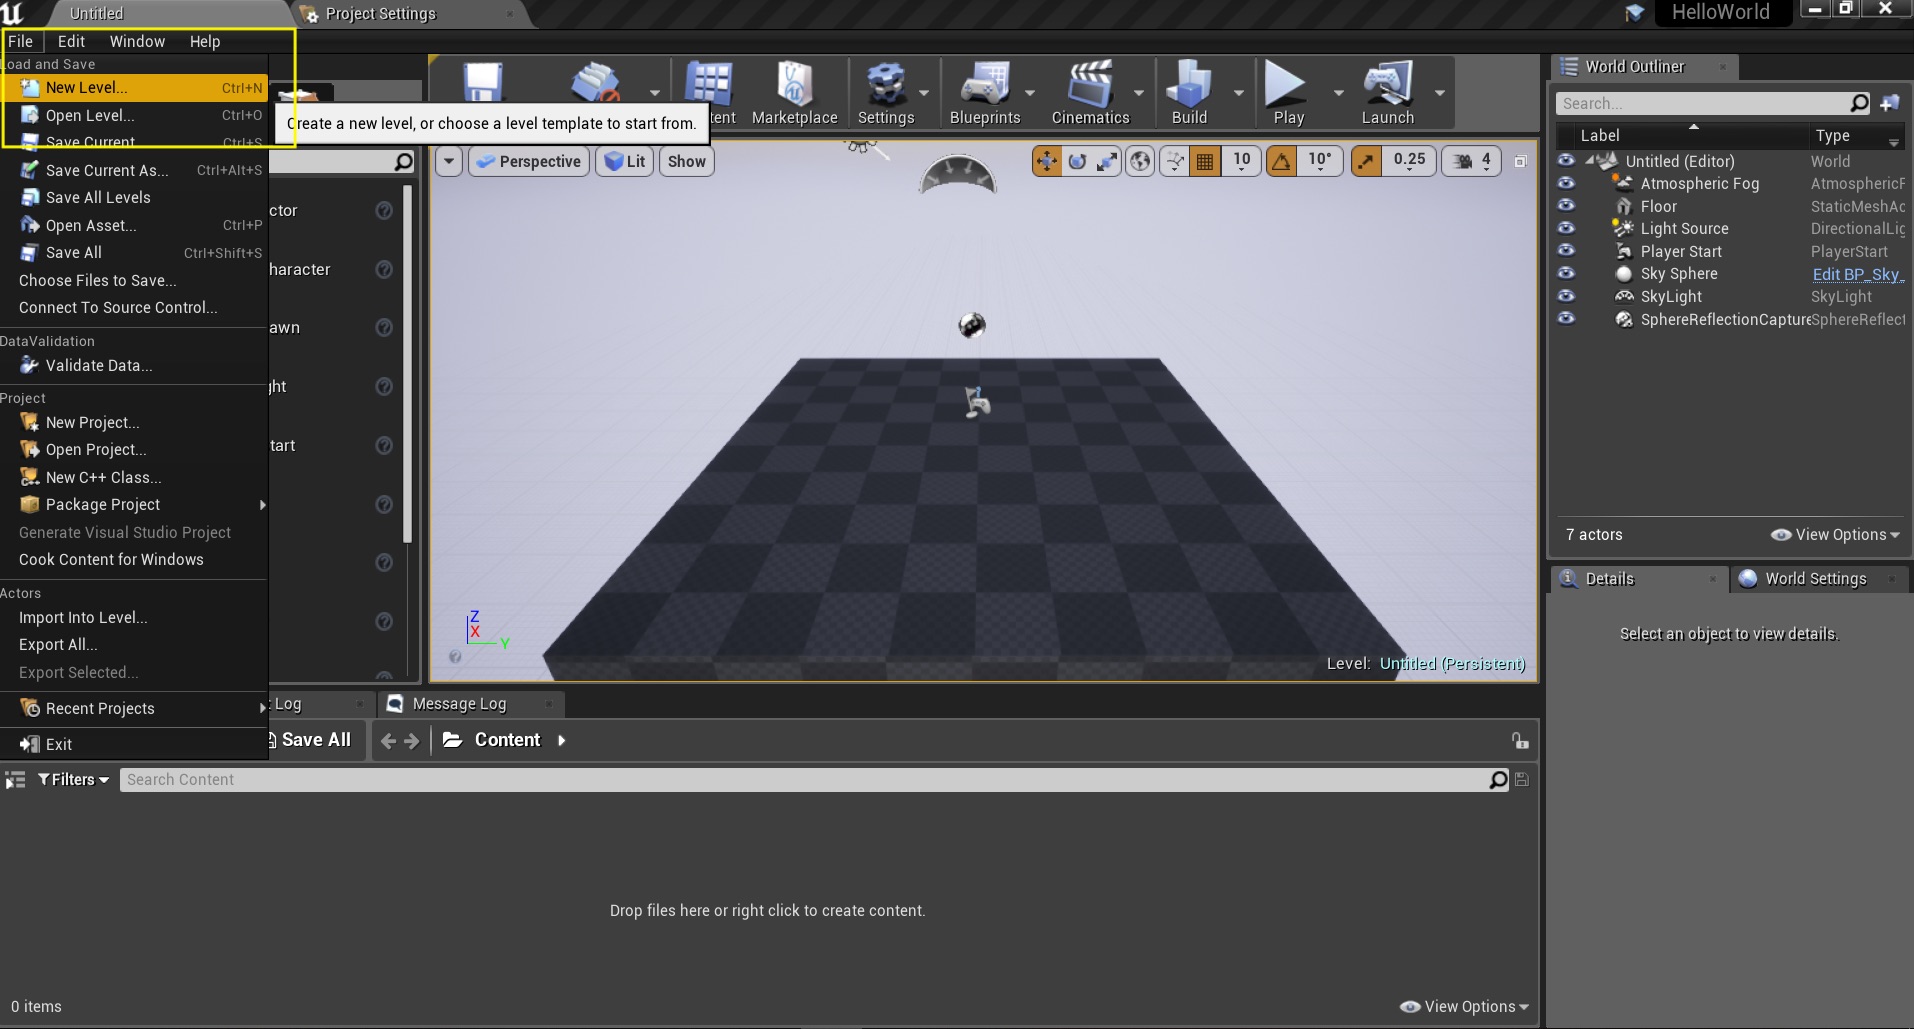 Untitled
Project Settings
HelloWorld
File Edit Window Help
Load and Save
New Level... Ctrl+N
Open Level... Ctrl+O
Save Current Ctrl+S
Save Current As... Ctrl+Alt+S
Save All Levels
Open Asset... Ctrl+P
Save All Ctrl+Shift+S
Choose Files to Save...
Connect To Source Control...
DataValidation
Validate Data...
Project
New Project...
Open Project...
New C++ Class...
Package Project
Generate Visual Studio Project
Cook Content for Windows
Actors
Import Into Level...
Export All...
Export Selected...
Recent Projects
Exit
Create a new level, or choose a level template to start from.
tent Marketplace Settings Blueprints Cinematics Build Play Launch
ctor
haracter
awn
ght
tart
Perspective Lit Show
10 10° 0.25 4
Z
X
Y
Level: Untitled (Persistent)
World Outliner
Search...
Label Type
Untitled (Editor) World
Atmospheric Fog AtmosphericF
Floor StaticMeshAc
Light Source DirectionalLig
Player Start PlayerStart
Sky Sphere Edit BP_Sky_
SkyLight SkyLight
SphereReflectionCapture SphereReflect
7 actors View Options
Details World Settings
Select an object to view details.
t Log Message Log
Save All Content
Filters Search Content
Drop files here or right click to create content.
0 items View Options